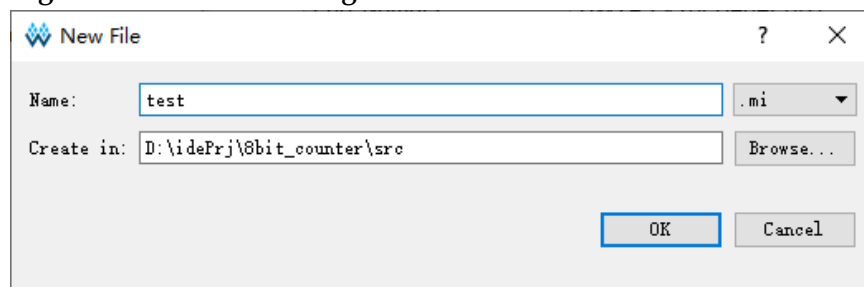 New File ? ×
Name: test .mi
Create in: D:\idePrj\8bit_counter\src Browse...
OK Cancel